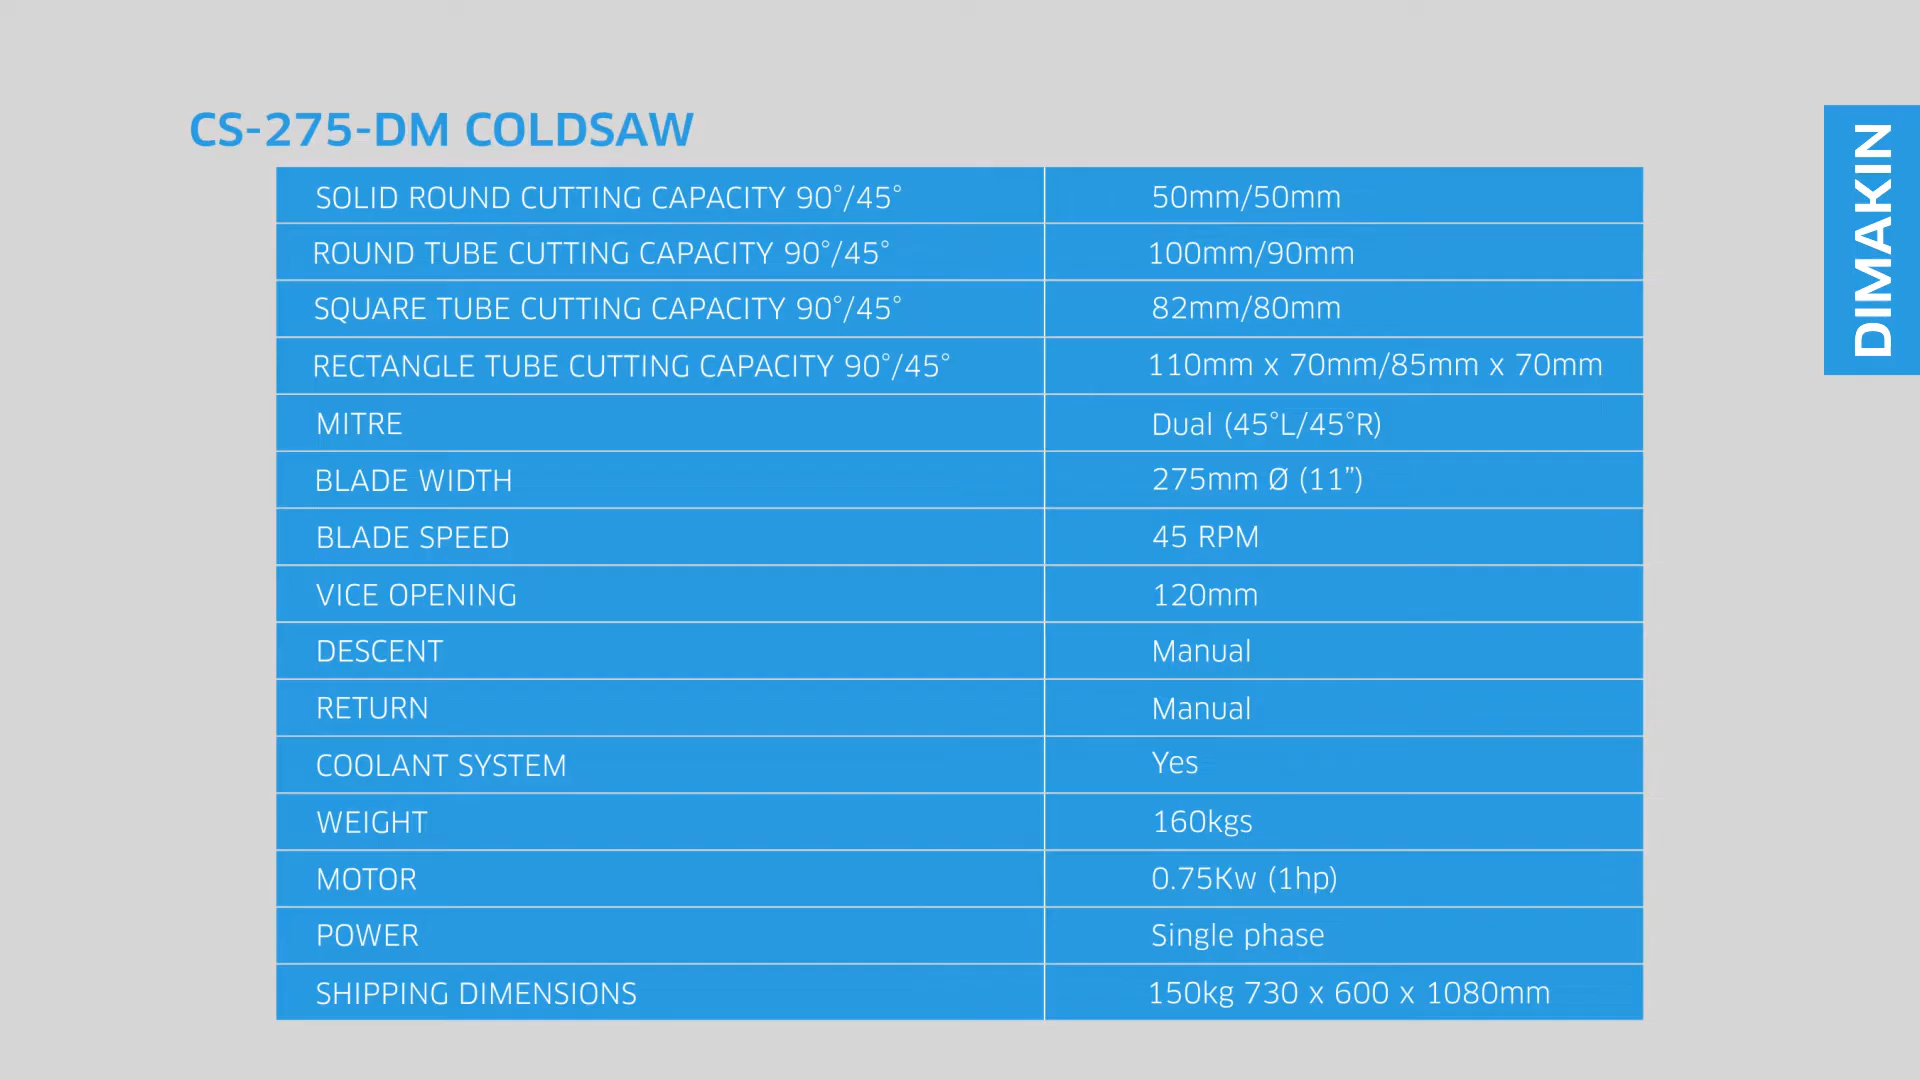 CS-275-DM COLDSAW
DIMAKIN
SOLID ROUND CUTTING CAPACITY 90°/45° 50mm/50mm
ROUND TUBE CUTTING CAPACITY 90°/45° 100mm/90mm
SQUARE TUBE CUTTING CAPACITY 90°/45° 82mm/80mm
RECTANGLE TUBE CUTTING CAPACITY 90°/45° 110mm x 70mm/85mm x 70mm
MITRE Dual (45°L/45°R)
BLADE WIDTH 275mm Ø (11”)
BLADE SPEED 45 RPM
VICE OPENING 120mm
DESCENT Manual
RETURN Manual
COOLANT SYSTEM Yes
WEIGHT 160kgs
MOTOR 0.75Kw (1hp)
POWER Single phase
SHIPPING DIMENSIONS 150kg 730 x 600 x 1080mm